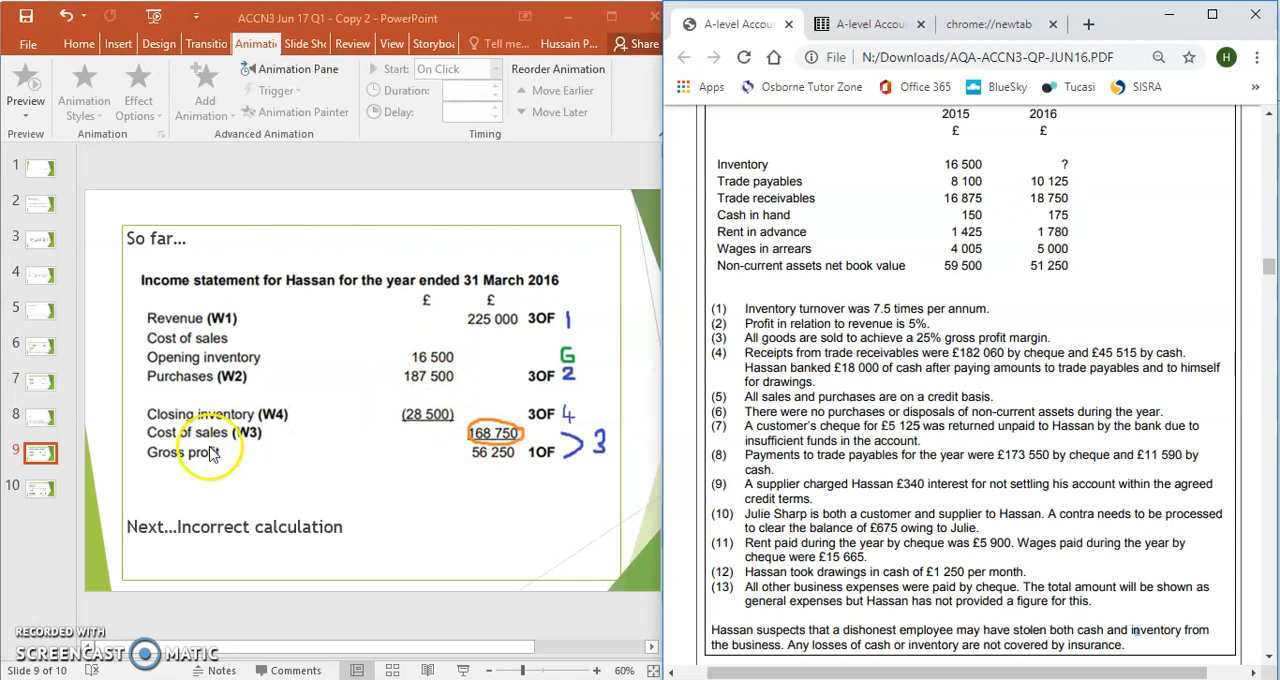 ACCN3 Jun 17 Q1 - Copy 2 - PowerPoint
File Home Insert Design Transitio Animatio Slide Sho Review View Storyboa Tell me... Hussain P... Share
Preview
Animation Styles
Effect Options
Add Animation
Animation Pane
Trigger
Animation Painter
Start: On Click
Duration:
Delay:
Reorder Animation
Move Earlier
Move Later
Preview Animation Advanced Animation Timing
1
2
3
4
5
6
7
8
9
10
So far...
Income statement for Hassan for the year ended 31 March 2016
£ £
Revenue (W1) 225 000 3OF 1
Cost of sales
Opening inventory 16 500 G
Purchases (W2) 187 500 3OF 2
Closing inventory (W4) (28 500) 3OF 4
Cost of sales (W3) 168 750
Gross profit 56 250 1OF 3
Next...Incorrect calculation
RECORDED WITH
SCREENCAST MATIC
Slide 9 of 10 Notes Comments 60%
A-level Accou A-level Accou chrome://newtab
File N:/Downloads/AQA-ACCN3-QP-JUN16.PDF H
Apps Osborne Tutor Zone Office 365 BlueSky Tucasi SISRA »
2015 2016
£ £
Inventory 16 500 ?
Trade payables 8 100 10 125
Trade receivables 16 875 18 750
Cash in hand 150 175
Rent in advance 1 425 1 780
Wages in arrears 4 005 5 000
Non-current assets net book value 59 500 51 250
(1) Inventory turnover was 7.5 times per annum.
(2) Profit in relation to revenue is 5%.
(3) All goods are sold to achieve a 25% gross profit margin.
(4) Receipts from trade receivables were £182 060 by cheque and £45 515 by cash.
Hassan banked £18 000 of cash after paying amounts to trade payables and to himself
for drawings.
(5) All sales and purchases are on a credit basis.
(6) There were no purchases or disposals of non-current assets during the year.
(7) A customer's cheque for £5 125 was returned unpaid to Hassan by the bank due to
insufficient funds in the account.
(8) Payments to trade payables for the year were £173 550 by cheque and £11 590 by
cash.
(9) A supplier charged Hassan £340 interest for not settling his account within the agreed
credit terms.
(10) Julie Sharp is both a customer and supplier to Hassan. A contra needs to be processed
to clear the balance of £675 owing to Julie.
(11) Rent paid during the year by cheque was £5 900. Wages paid during the year by
cheque were £15 665.
(12) Hassan took drawings in cash of £1 250 per month.
(13) All other business expenses were paid by cheque. The total amount will be shown as
general expenses but Hassan has not provided a figure for this.
Hassan suspects that a dishonest employee may have stolen both cash and inventory from
the business. Any losses of cash or inventory are not covered by insurance.